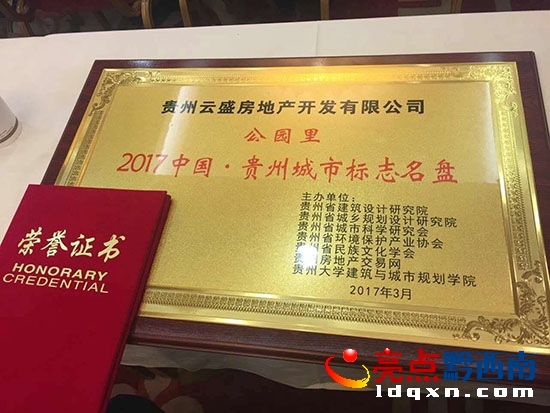 贵州云盛房地产开发有限公司
公园里
2017中国·贵州城市标志名盘
主办单位：
贵州省建筑设计研究院
贵州省城乡规划设计研究院
贵州省城市科学研究会
贵州省环境保护产业协会
贵州省民族文化学会
贵州房地产交易网
贵州大学建筑与城市规划学院
2017年3月
荣誉证书
HONORARY
CREDENTIAL
亮点黔西南
ldqxn.com